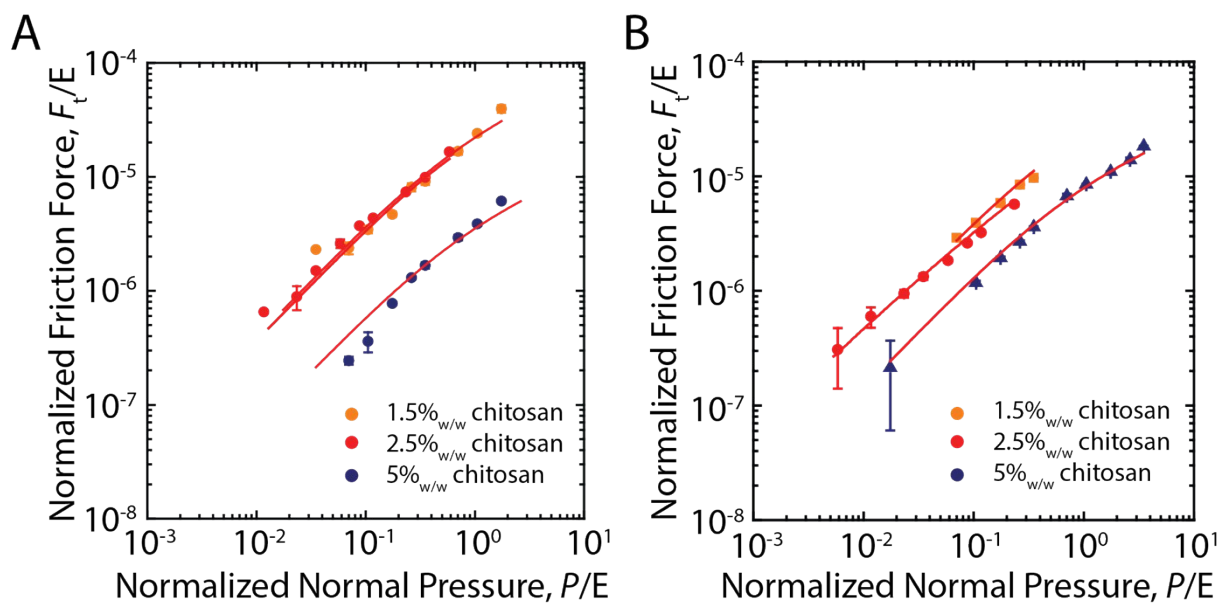 A
Normalized Friction Force, Ft/E
10-4
10-5
10-6
10-7
10-8
10-3
10-2
10-1
100
101
1.5%w/w chitosan
2.5%w/w chitosan
5%w/w chitosan
Normalized Normal Pressure, P/E
B
Normalized Friction Force, Ft/E
10-4
10-5
10-6
10-7
10-8
10-3
10-2
10-1
100
101
1.5%w/w chitosan
2.5%w/w chitosan
5%w/w chitosan
Normalized Normal Pressure, P/E